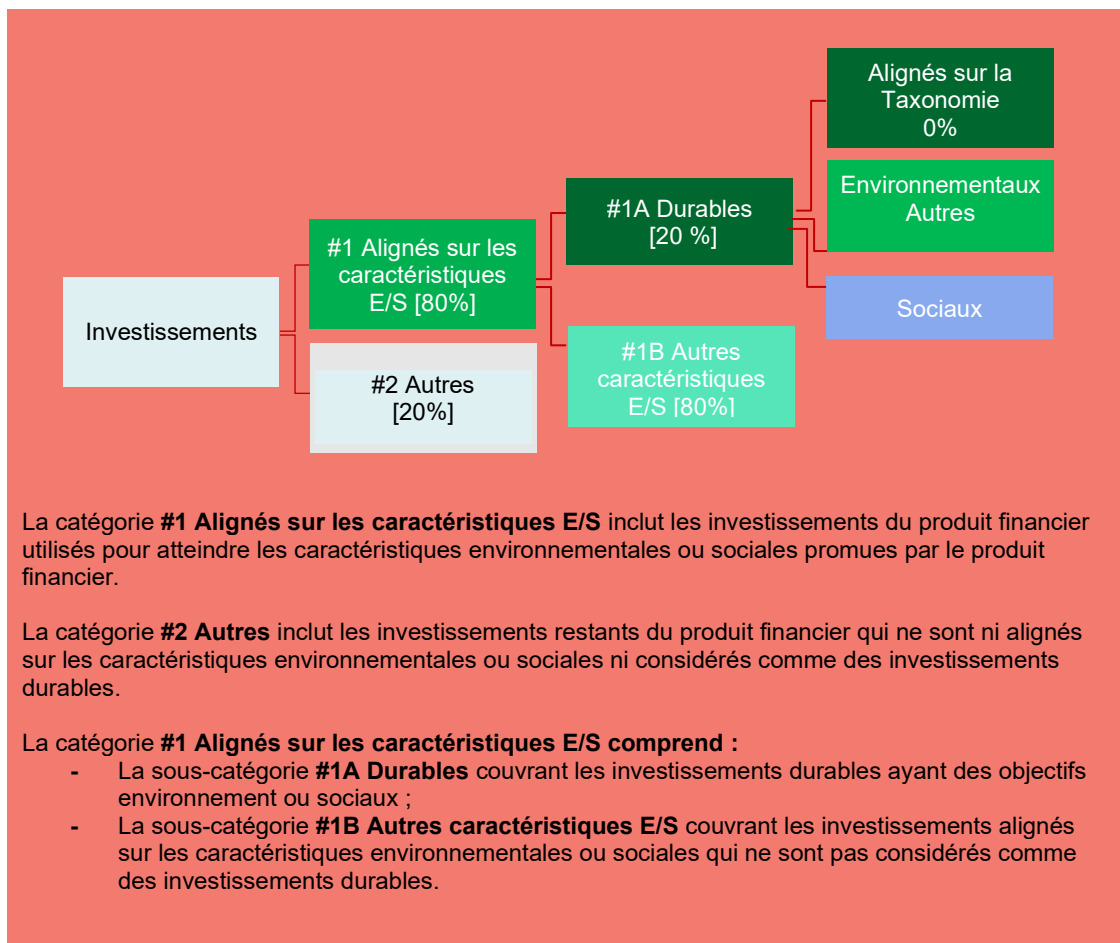 Investissements
#1 Alignés sur les
caractéristiques
E/S [80%]
#2 Autres
[20%]
#1A Durables
[20 %]
#1B Autres
caractéristiques
E/S [80%]
Alignés sur la
Taxonomie
0%
Environnementaux
Autres
Sociaux
La catégorie #1 Alignés sur les caractéristiques E/S inclut les investissements du produit financier
utilisés pour atteindre les caractéristiques environnementales ou sociales promues par le produit
financier.
La catégorie #2 Autres inclut les investissements restants du produit financier qui ne sont ni alignés
sur les caractéristiques environnementales ou sociales ni considérés comme des investissements
durables.
La catégorie #1 Alignés sur les caractéristiques E/S comprend :
- La sous-catégorie #1A Durables couvrant les investissements durables ayant des objectifs
environnement ou sociaux ;
- La sous-catégorie #1B Autres caractéristiques E/S couvrant les investissements alignés
sur les caractéristiques environnementales ou sociales qui ne sont pas considérés comme
des investissements durables.